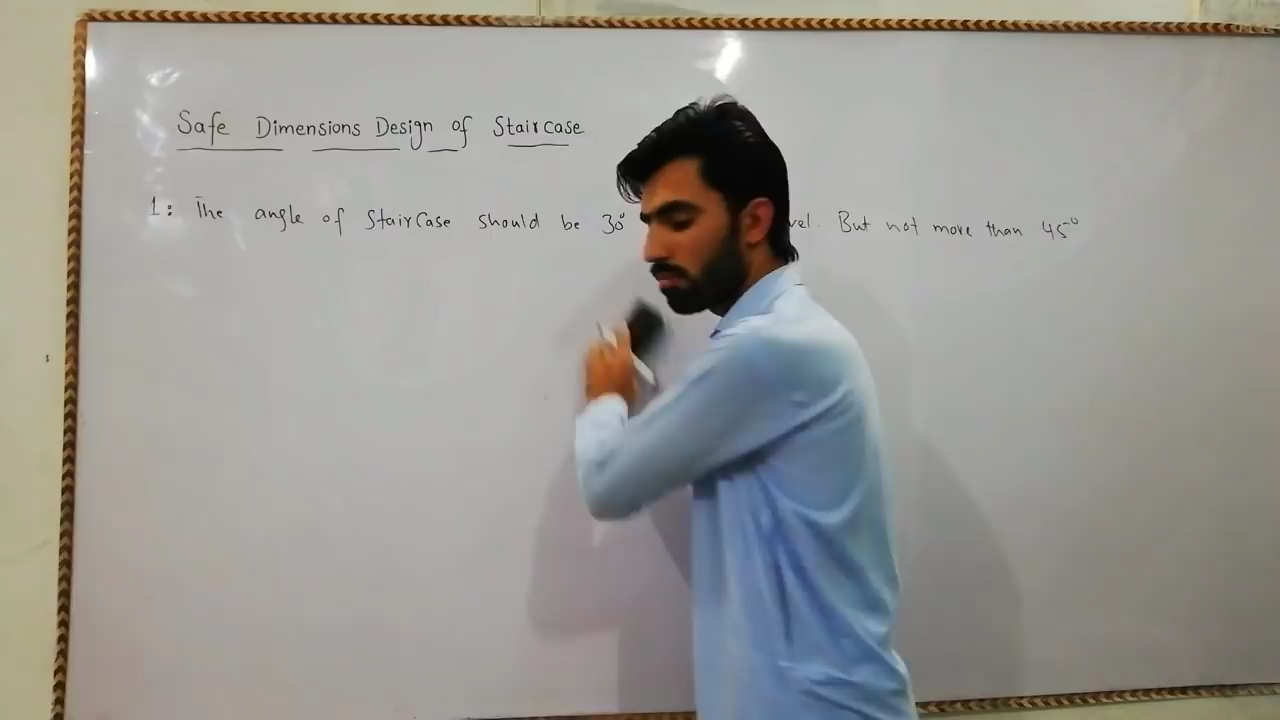 Safe Dimensions Design of Staircase
1: The angle of StairCase should be 30° vel. But not more than 45°